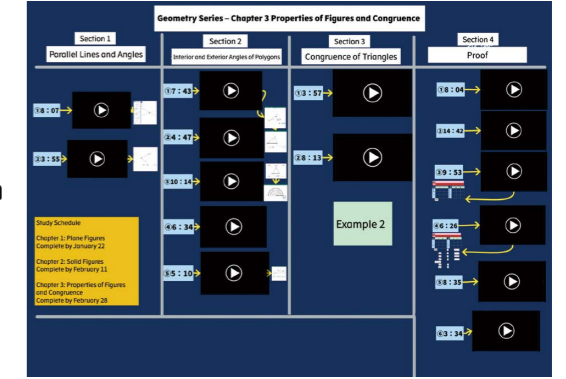 Geometry Series – Chapter 3 Properties of Figures and Congruence
Section 1
Parallel Lines and Angles
①8：07
②3：55
Study Schedule
Chapter 1: Plane Figures
Complete by January 22
Chapter 2: Solid Figures
Complete by February 11
Chapter 3: Properties of Figures
and Congruence
Complete by February 28
Section 2
Interior and Exterior Angles of Polygons
①7：43
②4：47
③10：14
④6：34
⑤5：10
Section 3
Congruence of Triangles
①3：57
②8：13
Example 2
Section 4
Proof
①8：04
②14：42
③9：53
④6：26
⑤8：35
⑥3：34